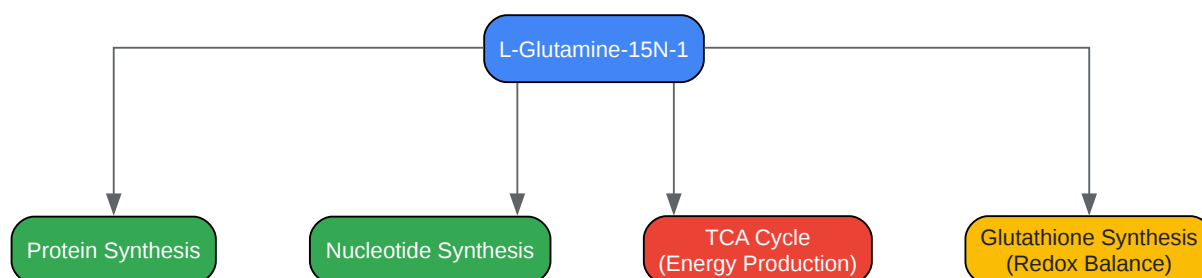 L-Glutamine-15N-1
Protein Synthesis
Nucleotide Synthesis
TCA Cycle
(Energy Production)
Glutathione Synthesis
(Redox Balance)